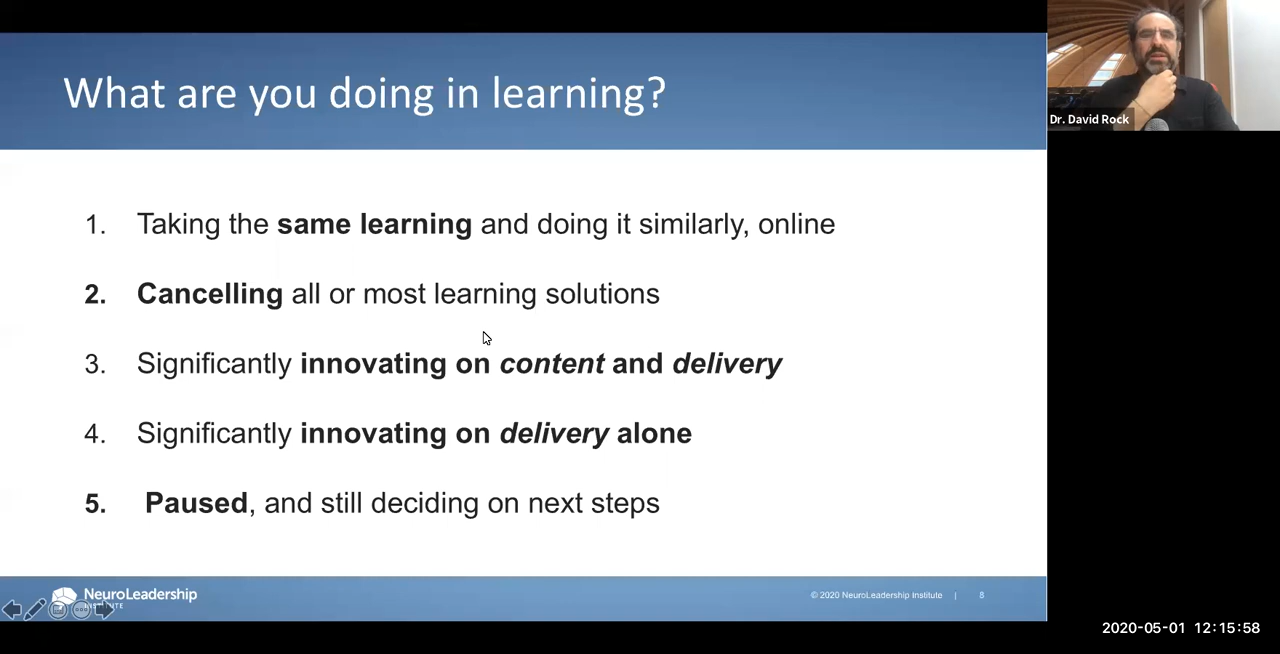 What are you doing in learning?
Dr. David Rock
1. Taking the same learning and doing it similarly, online
2. Cancelling all or most learning solutions
3. Significantly innovating on content and delivery
4. Significantly innovating on delivery alone
5. Paused, and still deciding on next steps
NeuroLeadership
INSTITUTE
© 2020 NeuroLeadership Institute | 8
2020-05-01 12:15:58